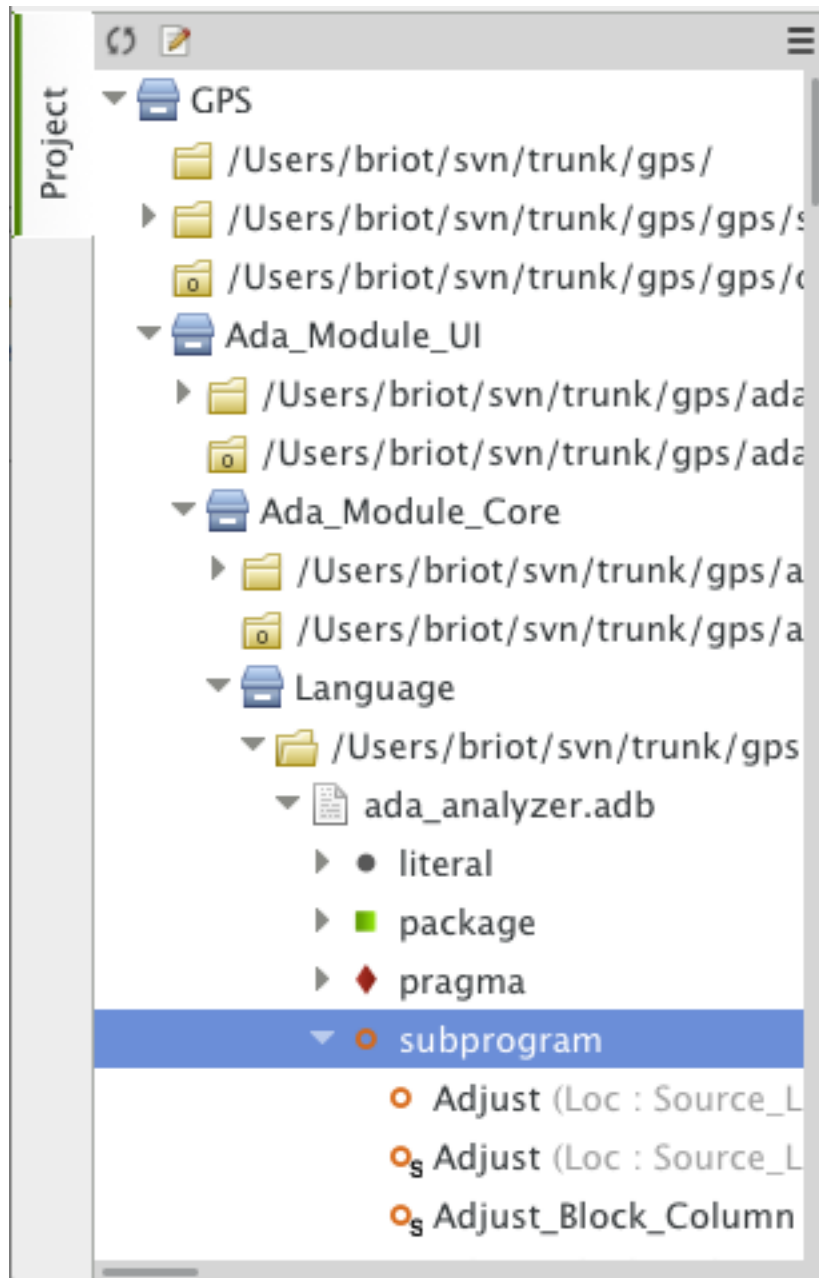 Project
GPS
/Users/briot/svn/trunk/gps/
/Users/briot/svn/trunk/gps/gps/s
/Users/briot/svn/trunk/gps/gps/o
Ada_Module_UI
/Users/briot/svn/trunk/gps/ada
/Users/briot/svn/trunk/gps/ada
Ada_Module_Core
/Users/briot/svn/trunk/gps/a
/Users/briot/svn/trunk/gps/a
Language
/Users/briot/svn/trunk/gps
ada_analyzer.adb
literal
package
pragma
subprogram
Adjust (Loc : Source_L
Adjust (Loc : Source_L
Adjust_Block_Column